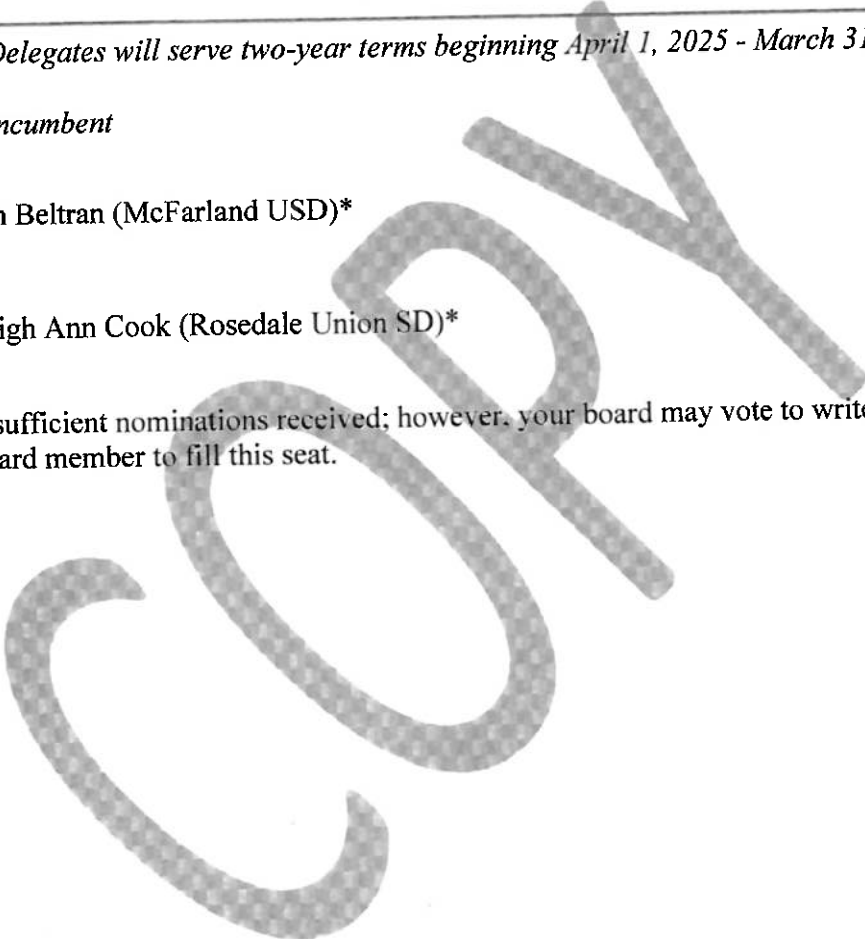 Delegates will serve two-year terms beginning April 1, 2025 - March 31
ncumbent
n Beltran (McFarland USD)*
igh Ann Cook (Rosedale Union SD)*
sufficient nominations received; however, your board may vote to write
ard member to fill this seat.
COPY